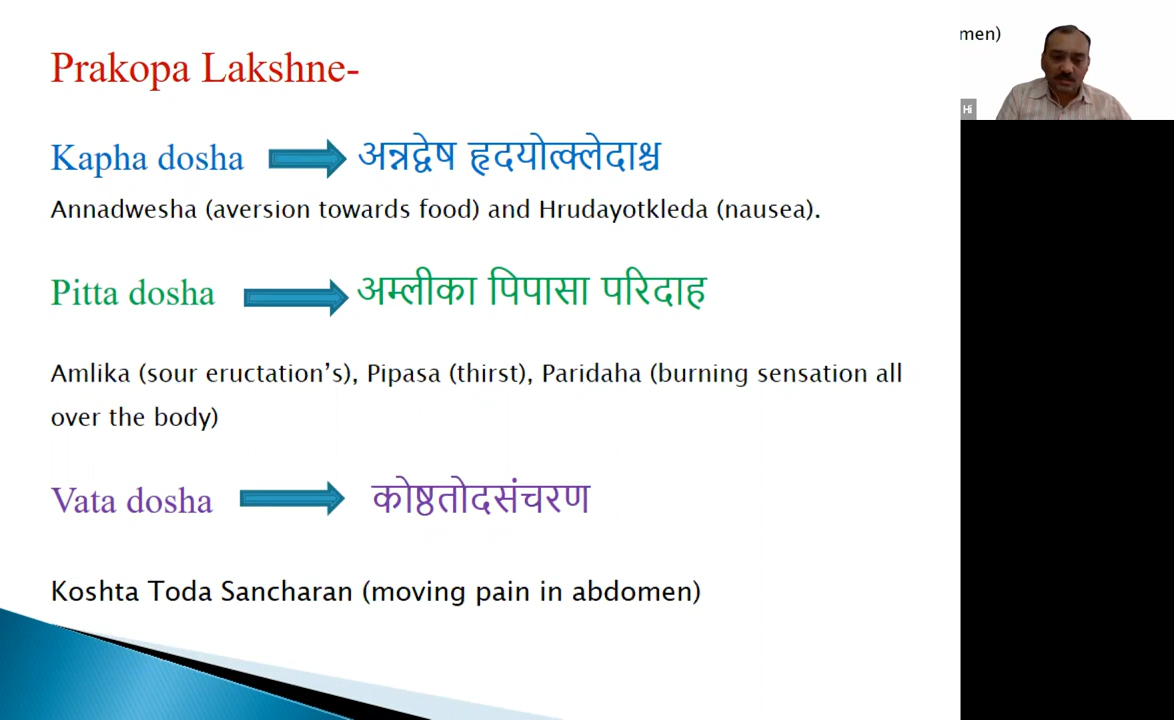 Prakopa Lakshne-
Kapha dosha अन्नद्वेष हृदयोत्क्लेदाश्च
Annadwesha (aversion towards food) and Hrudayotkleda (nausea).
Pitta dosha अम्लीका पिपासा परिदाह
Amlika (sour eructation’s), Pipasa (thirst), Paridaha (burning sensation all
over the body)
Vata dosha कोष्ठतोदसंचरण
Koshta Toda Sancharan (moving pain in abdomen)
men)
Hi